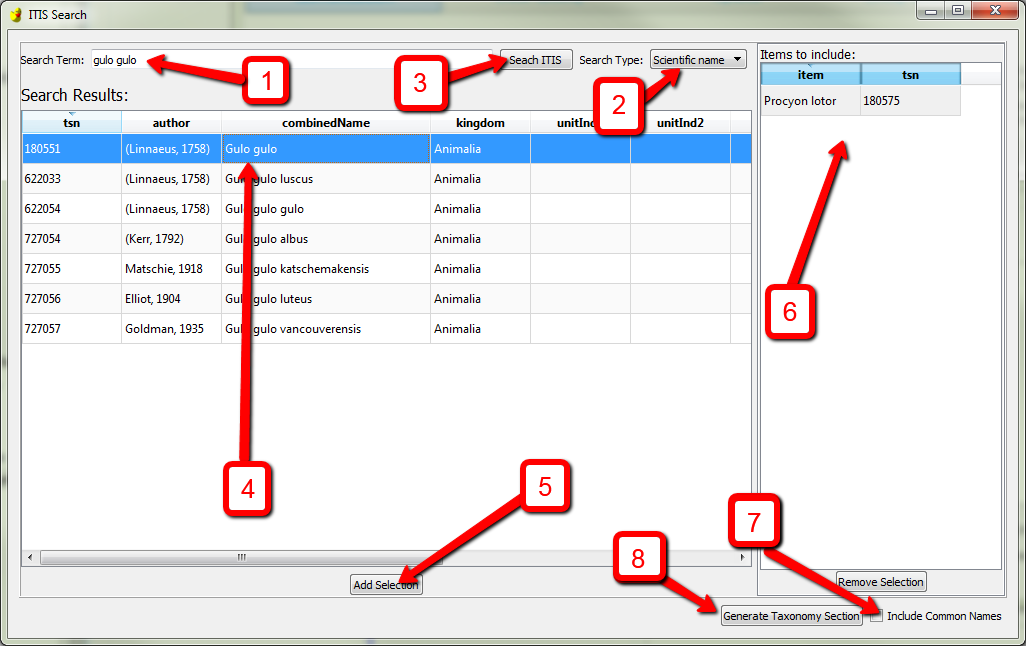 ITIS Search
Search Term: gulo gulo 1 3 Seach ITIS Search Type: Scientific name 2
Items to include:
item tsn
Procyon lotor 180575
Search Results:
tsn author combinedName kingdom unitInd unitInd2
180551 (Linnaeus, 1758) Gulo gulo Animalia
622033 (Linnaeus, 1758) Gulo gulo luscus Animalia
622054 (Linnaeus, 1758) Gulo gulo gulo Animalia
727054 (Kerr, 1792) Gulo gulo albus Animalia
727055 Matschie, 1918 Gulo gulo katschemakensis Animalia
727056 Elliot, 1904 Gulo gulo luteus Animalia
727057 Goldman, 1935 Gulo gulo vancouverensis Animalia
6
4
5
7
8
Add Selection
Remove Selection
Generate Taxonomy Section Include Common Names